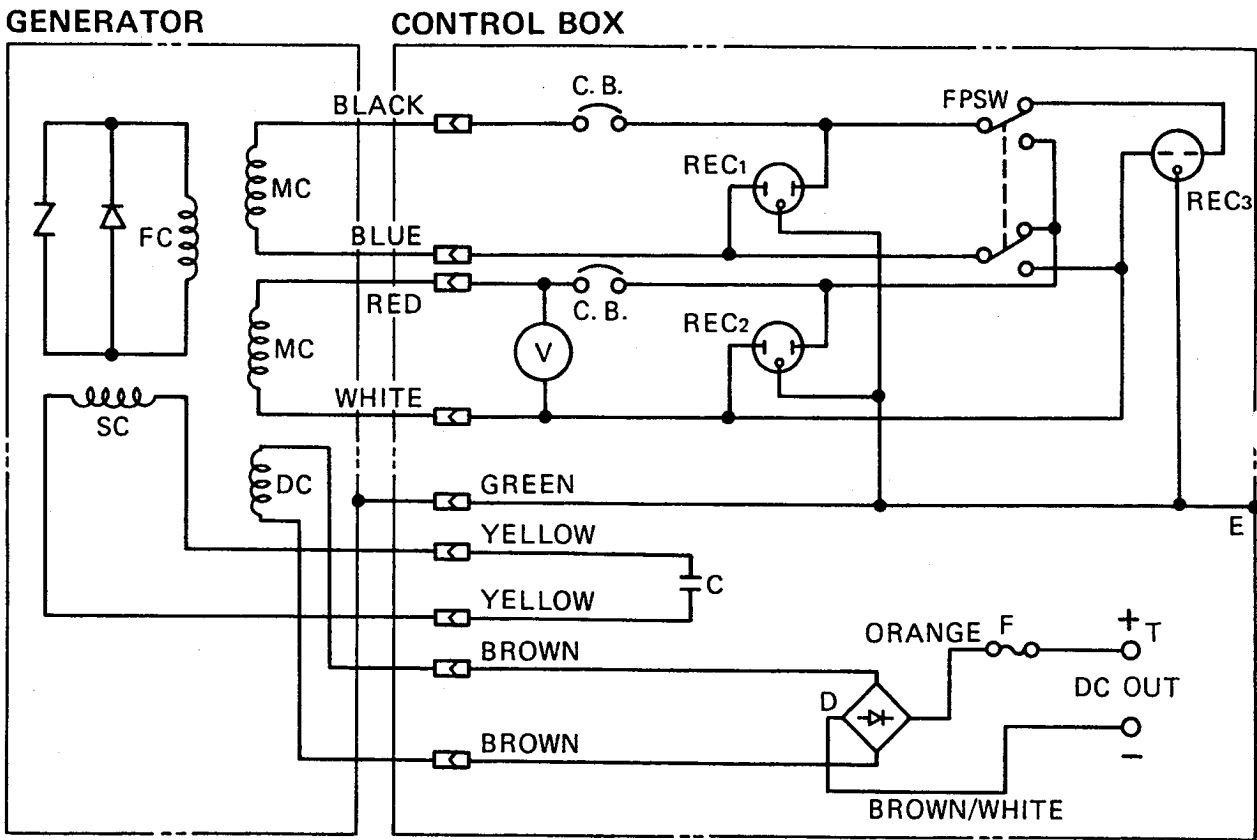 GENERATOR
CONTROL BOX
BLACK
C. B.
FPSW
MC
REC1
REC3
FC
BLUE
RED
C. B.
REC2
MC
V
WHITE
SC
DC
GREEN
E
YELLOW
C
YELLOW
ORANGE F
+ T
BROWN
DC OUT
D
BROWN
−
BROWN/WHITE